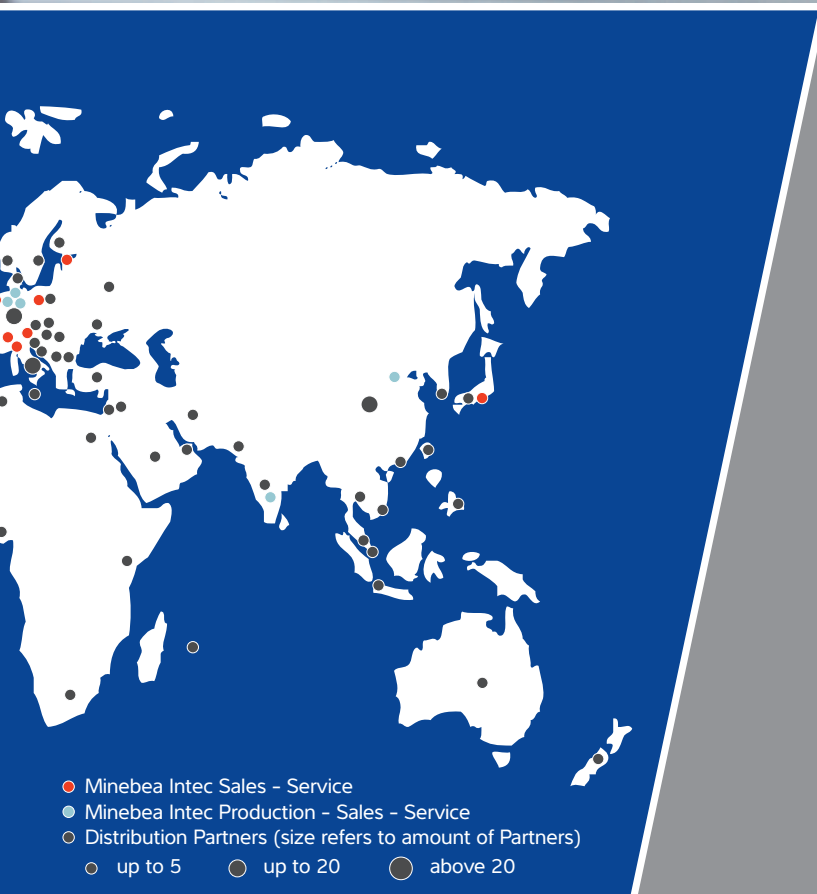 Minebea Intec Sales - Service
Minebea Intec Production - Sales - Service
Distribution Partners (size refers to amount of Partners)
up to 5 up to 20 above 20